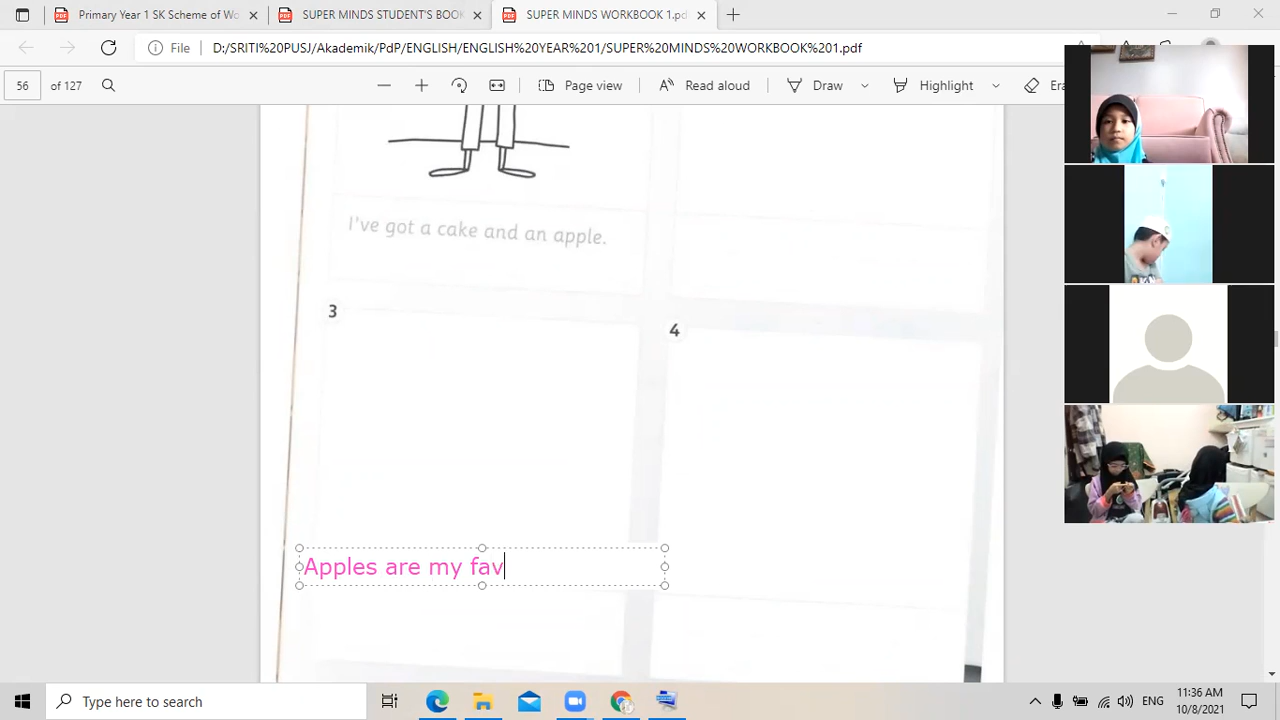 Primary Year 1 SK Scheme of Wo
SUPER MINDS STUDENT'S BOOK
SUPER MINDS WORKBOOK 1.pd
File
D:/SRITI%20PUSJ/Akademik/PdP/ENGLISH/ENGLISH%20YEAR%201/SUPER%20MINDS%20WORKBOOK%201.pdf
56 of 127
Page view
Read aloud
Draw
Highlight
Era
I've got a cake and an apple.
3
4
Apples are my fav
Type here to search
ENG
11:36 AM
10/8/2021